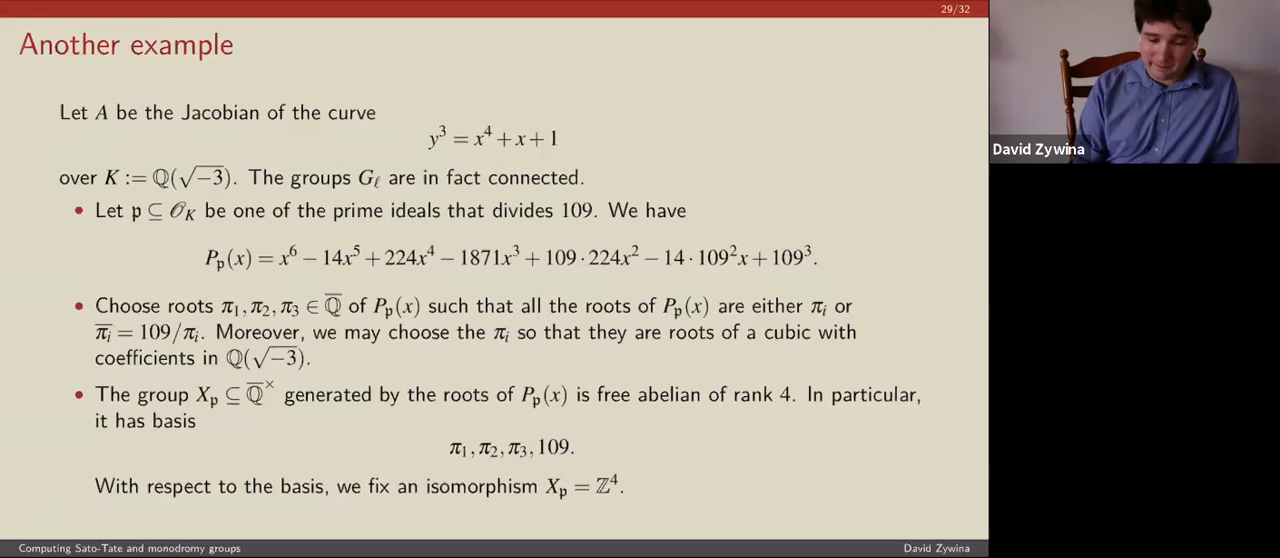 29/32
Another example
Let A be the Jacobian of the curve
y³ = x⁴ + x + 1
over K := ℚ(√−3). The groups G_ℓ are in fact connected.
• Let 𝔭 ⊆ 𝒪_K be one of the prime ideals that divides 109. We have
P_𝔭(x) = x⁶ − 14x⁵ + 224x⁴ − 1871x³ + 109 · 224x² − 14 · 109²x + 109³.
• Choose roots π₁, π₂, π₃ ∈ ℚ̅ of P_𝔭(x) such that all the roots of P_𝔭(x) are either π_i or
π̅_i = 109/π_i. Moreover, we may choose the π_i so that they are roots of a cubic with
coefficients in ℚ(√−3).
• The group X_𝔭 ⊆ ℚ̅^× generated by the roots of P_𝔭(x) is free abelian of rank 4. In particular,
it has basis
π₁, π₂, π₃, 109.
With respect to the basis, we fix an isomorphism X_𝔭 = ℤ⁴.
Computing Sato-Tate and monodromy groups
David Zywina
David Zywina